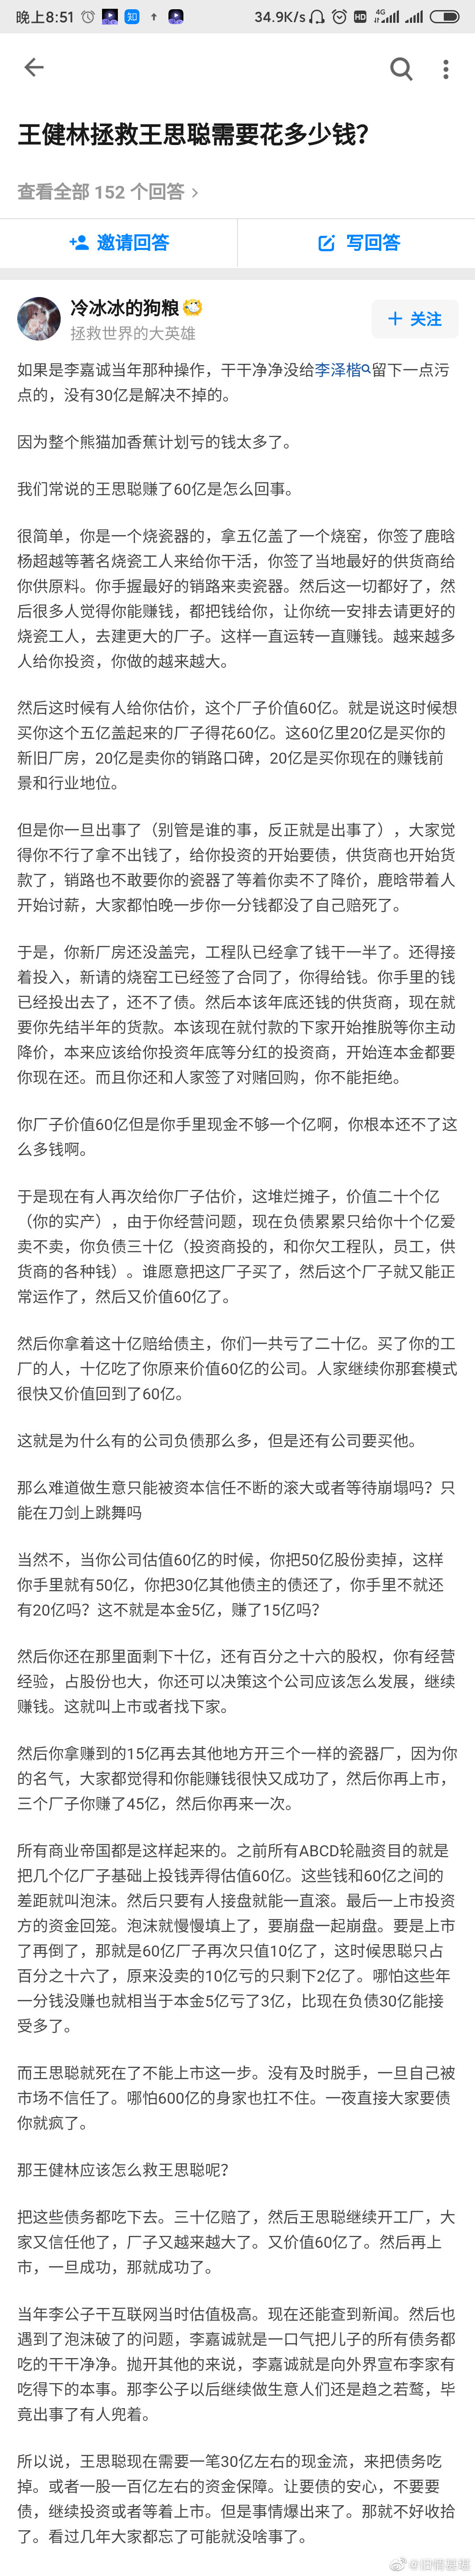 晚上8:51
知
34.9K/s
HD
4G
王健林拯救王思聪需要花多少钱？
查看全部 152 个回答 >
邀请回答
写回答
冷冰冰的狗粮
拯救世界的大英雄
+ 关注
如果是李嘉诚当年那种操作，干干净净没给李泽楷留下一点污
点的，没有30亿是解决不掉的。
因为整个熊猫加香蕉计划亏的钱太多了。
我们常说的王思聪赚了60亿是怎么回事。
很简单，你是一个烧瓷器的，拿五亿盖了一个烧窑，你签了鹿晗
杨超越等著名烧瓷工人来给你干活，你签了当地最好的供货商给
你供原料。你手握最好的销路来卖瓷器。然后这一切都好了，然
后很多人觉得你能赚钱，都把钱给你，让你统一安排去请更好的
烧瓷工人，去建更大的厂子。这样一直运转一直赚钱。越来越多
人给你投资，你做的越来越大。
然后这时候有人给你估价，这个厂子价值60亿。就是说这时候想
买你这个五亿盖起来的厂子得花60亿。这60亿里20亿是买你的
新旧厂房，20亿是卖你的销路口碑，20亿是买你现在的赚钱前
景和行业地位。
但是你一旦出事了（别管是谁的事，反正就是出事了），大家觉
得你不行了拿不出钱了，给你投资的开始要债，供货商也开始货
款了，销路也不敢要你的瓷器了等着你卖不了降价，鹿晗带着人
开始讨薪，大家都怕晚一步你一分钱都没了自己赔死了。
于是，你新厂房还没盖完，工程队已经拿了钱干一半了。还得接
着投入，新请的烧窑工已经签了合同了，你得给钱。你手里的钱
已经投出去了，还不了债。然后本该年底还钱的供货商，现在就
要你先结半年的货款。本该现在就付款的下家开始推脱等你主动
降价，本来应该给你投资年底等分红的投资商，开始连本金都要
你现在还。而且你还和人家签了对赌回购，你不能拒绝。
你厂子价值60亿但是你手里现金不够一个亿啊，你根本还不了这
么多钱啊。
于是现在有人再次给你厂子估价，这堆烂摊子，价值二十个亿
（你的实产），由于你经营问题，现在负债累累只给你十个亿爱
卖不卖，你负债三十亿（投资商投的，和你欠工程队，员工，供
货商的各种钱）。谁愿意把这厂子买了，然后这个厂子就又能正
常运作了，然后又价值60亿了。
然后你拿着这十亿赔给债主，你们一共亏了二十亿。买了你的工
厂的人，十亿吃了你原来价值60亿的公司。人家继续你那套模式
很快又价值回到了60亿。
这就是为什么有的公司负债那么多，但是还有公司要买他。
那么难道做生意只能被资本信任不断的滚大或者等待崩塌吗？只
能在刀剑上跳舞吗
当然不，当你公司估值60亿的时候，你把50亿股份卖掉，这样
你手里就有50亿，你把30亿其他债主的债还了，你手里不就还
有20亿吗？这不就是本金5亿，赚了15亿吗？
然后你还在那里面剩下十亿，还有百分之十六的股权，你有经营
经验，占股份也大，你还可以决策这个公司应该怎么发展，继续
赚钱。这就叫上市或者找下家。
然后你拿赚到的15亿再去其他地方开三个一样的瓷器厂，因为你
的名气，大家都觉得和你能赚钱很快又成功了，然后你再上市，
三个厂子你赚了45亿，然后你再来一次。
所有商业帝国都是这样起来的。之前所有ABCD轮融资目的就是
把几个亿厂子基础上投钱弄得估值60亿。这些钱和60亿之间的
差距就叫泡沫。然后只要有人接盘就能一直滚。最后一上市投资
方的资金回笼。泡沫就慢慢填上了，要崩盘一起崩盘。要是上市
了再倒了，那就是60亿厂子再次只值10亿了，这时候思聪只占
百分之十六了，原来没卖的10亿亏的只剩下2亿了。哪怕这些年
一分钱没赚也就相当于本金5亿亏了3亿，比现在负债30亿能接
受多了。
而王思聪就死在了不能上市这一步。没有及时脱手，一旦自己被
市场不信任了。哪怕600亿的身家也扛不住。一夜直接大家要债
你就疯了。
那王健林应该怎么救王思聪呢？
把这些债务都吃下去。三十亿赔了，然后王思聪继续开工厂，大
家又信任他了，厂子又越来越大了。又价值60亿了。然后再上
市，一旦成功，那就成功了。
当年李公子干互联网当时估值极高。现在还能查到新闻。然后也
遇到了泡沫破了的问题，李嘉诚就是一口气把儿子的所有债务都
吃的干干净净。抛开其他的来说，李嘉诚就是向外界宣布李家有
吃得下的本事。那李公子以后继续做生意人们还是趋之若鹜，毕
竟出事了有人兜着。
所以说，王思聪现在需要一笔30亿左右的现金流，来把债务吃
掉。或者一股一百亿左右的资金保障。让要债的安心，不要要
债，继续投资或者等着上市。但是事情爆出来了。那就不好收拾
了。看过几年大家都忘了可能就没啥事了。